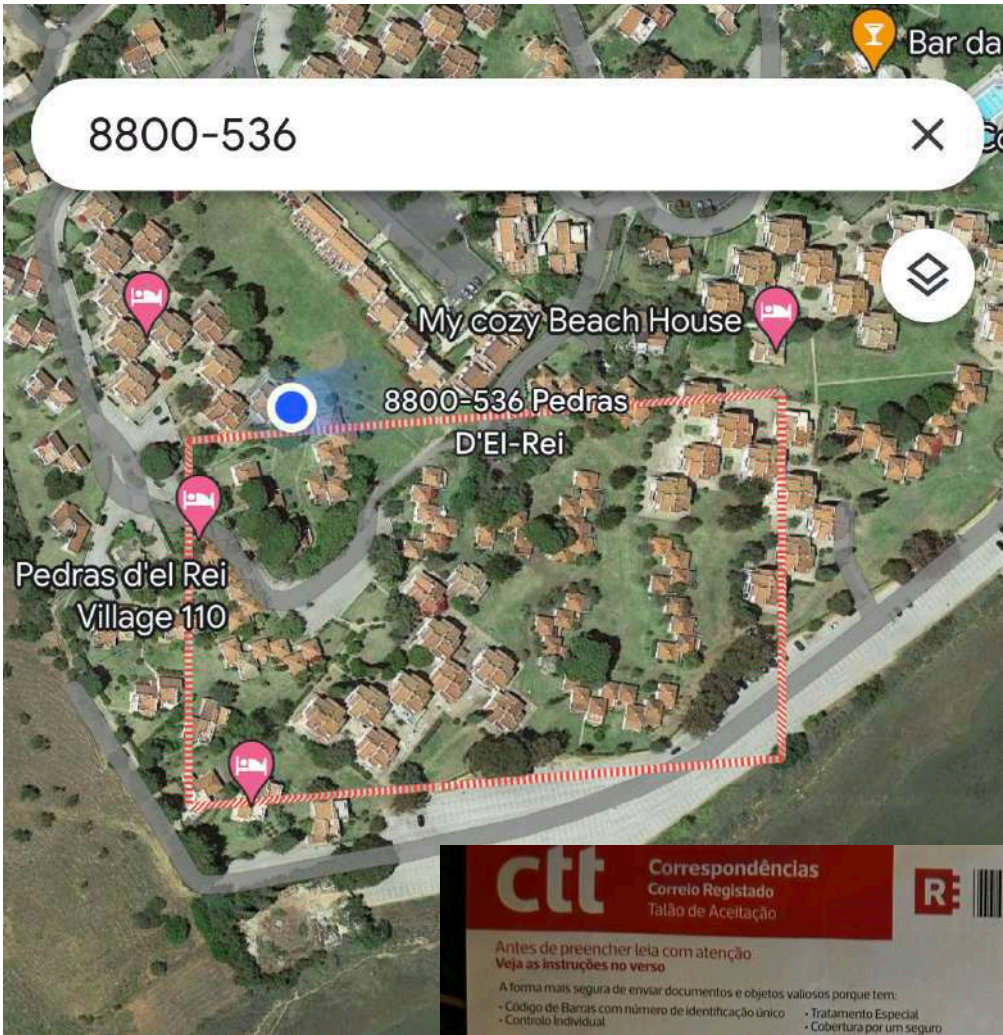 Bar da
8800-536
Co
My cozy Beach House
8800-536 Pedras
D'El-Rei
Pedras d'el Rei
Village 110
ctt
Correspondências
Correio Registado
Talão de Aceitação
R
Antes de preencher leia com atenção
Veja as instruções no verso
A forma mais segura de enviar documentos e objetos valiosos porque tem:
- Código de Barras com número de identificação único
- Tratamento Especial
- Controlo Individual
- Cobertura por um seguro